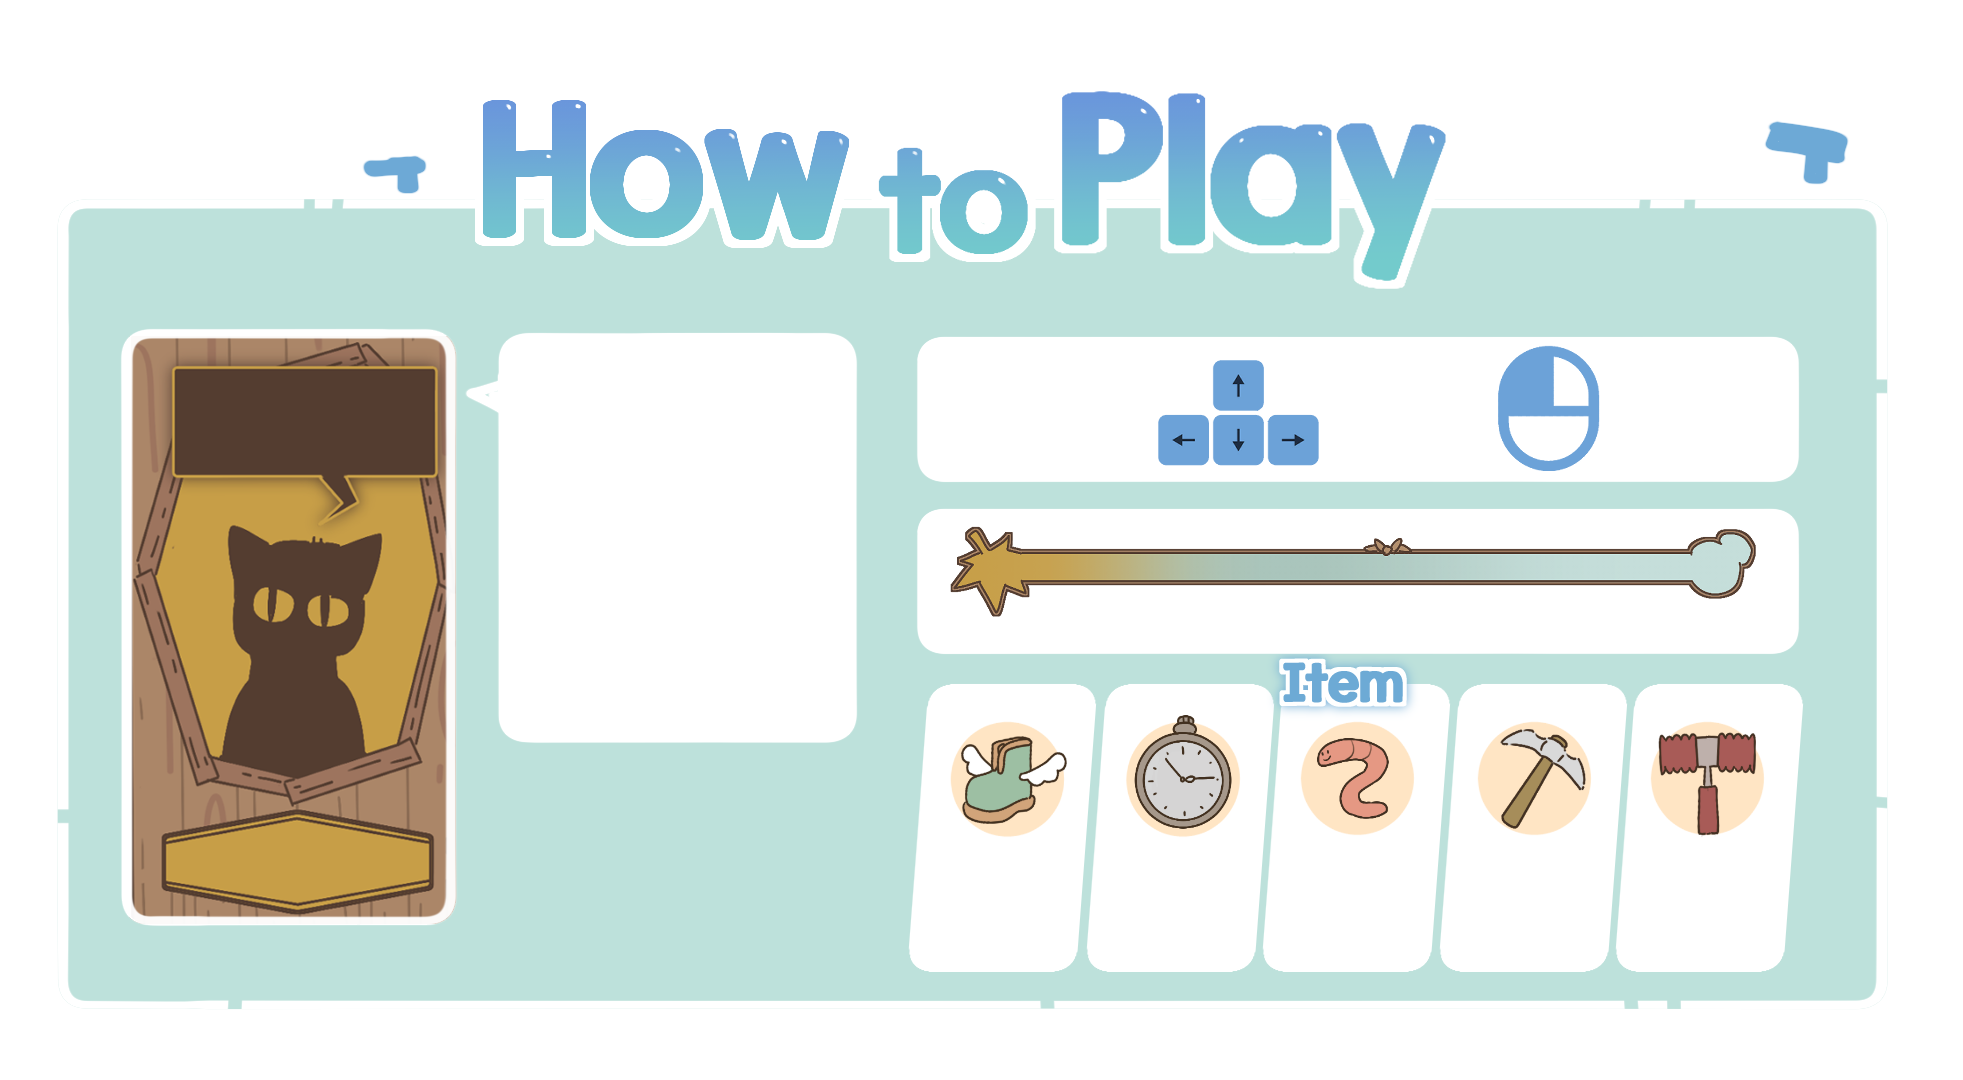 How to Play
↑
← ↓ →
Item